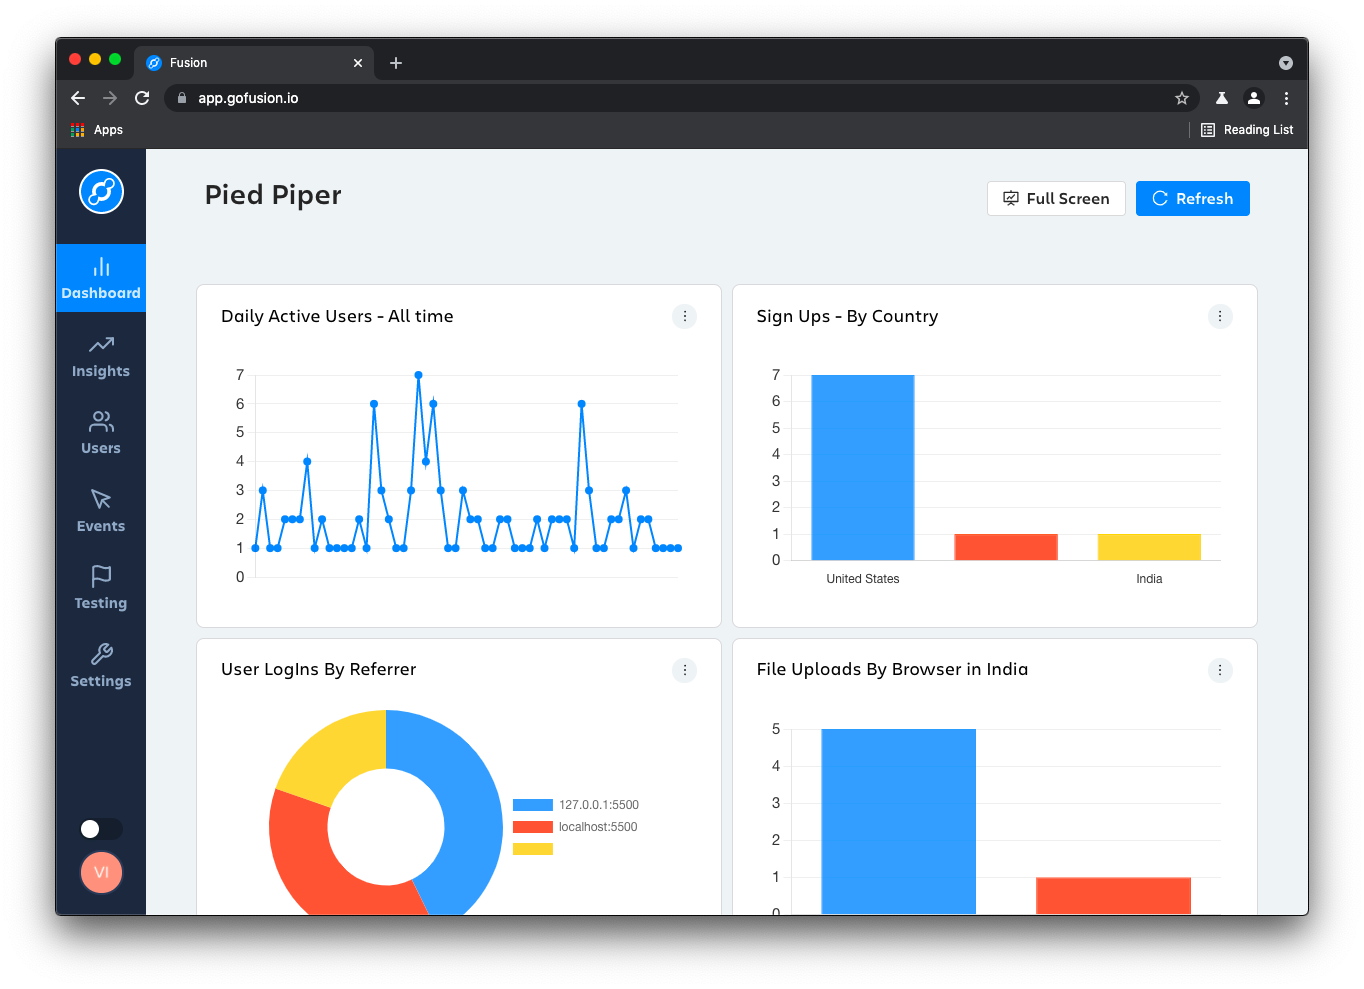 Fusion
app.gofusion.io
Apps
Reading List
Pied Piper
Full Screen
Refresh
Dashboard
Insights
Users
Events
Testing
Settings
VI
Daily Active Users - All time
7
6
5
4
3
2
1
0
Sign Ups - By Country
7
6
5
4
3
2
1
0
United States
India
User LogIns By Referrer
127.0.0.1:5500
localhost:5500
File Uploads By Browser in India
5
4
3
2
1
0